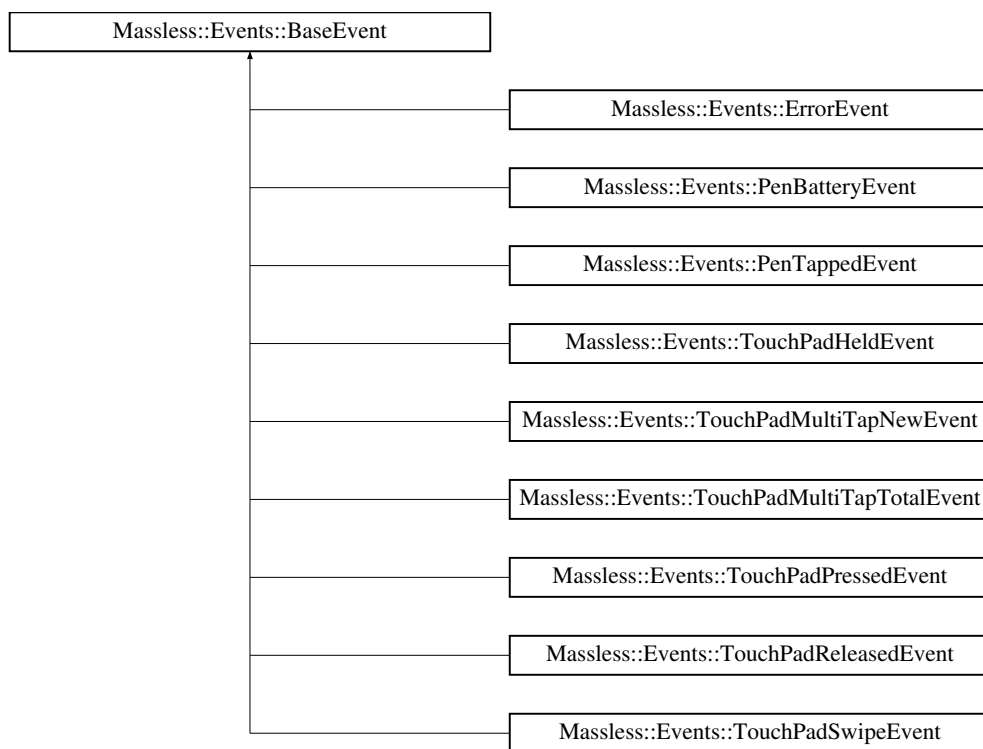 Massless::Events::BaseEvent
Massless::Events::ErrorEvent
Massless::Events::PenBatteryEvent
Massless::Events::PenTappedEvent
Massless::Events::TouchPadHeldEvent
Massless::Events::TouchPadMultiTapNewEvent
Massless::Events::TouchPadMultiTapTotalEvent
Massless::Events::TouchPadPressedEvent
Massless::Events::TouchPadReleasedEvent
Massless::Events::TouchPadSwipeEvent